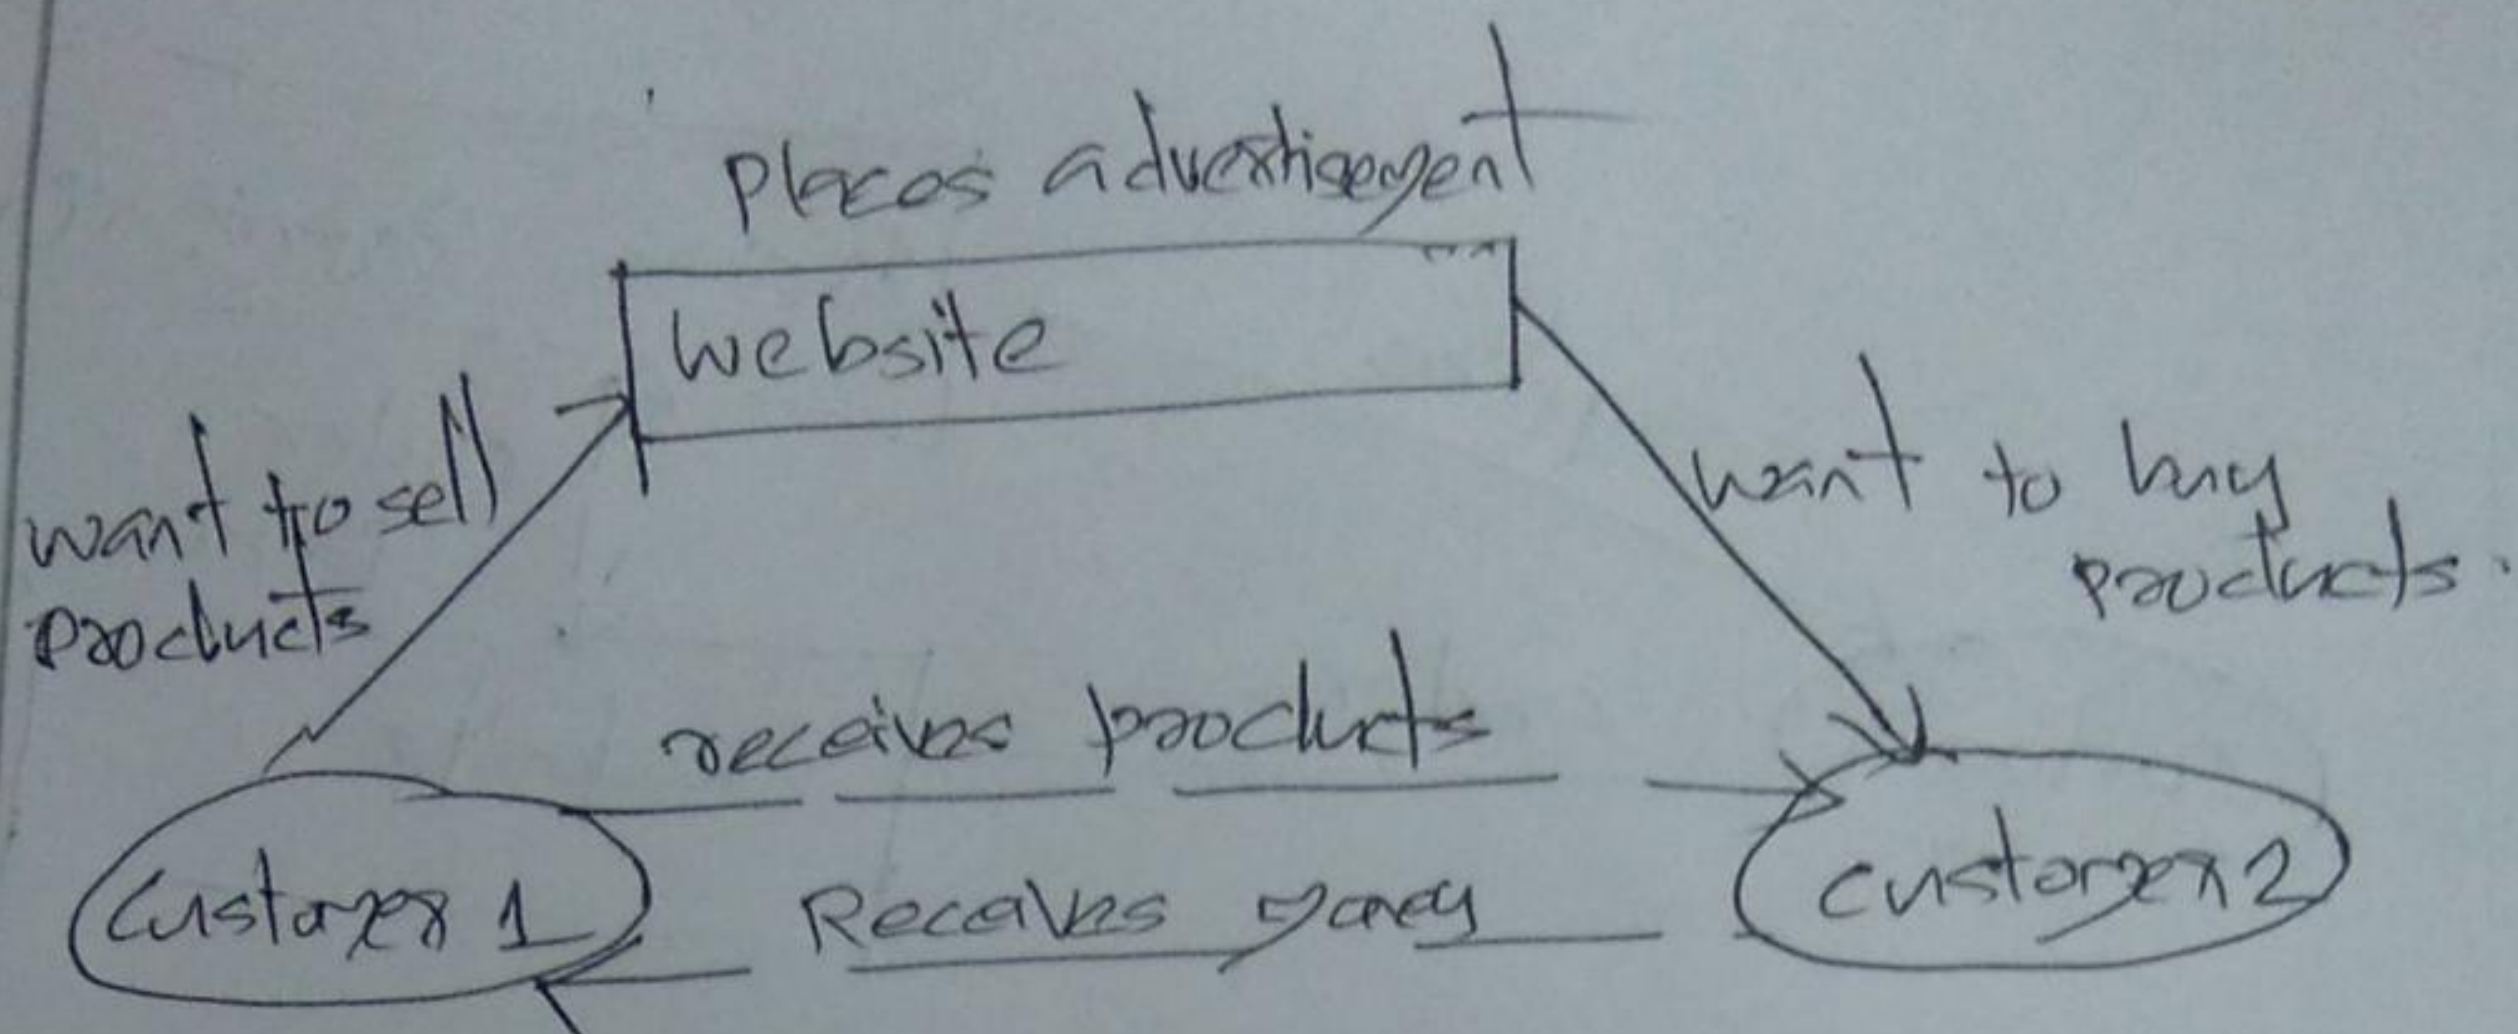 Places advertisement
website
want to sell
products
want to buy
products.
receives products
Customer 1
Receives money
customer 2